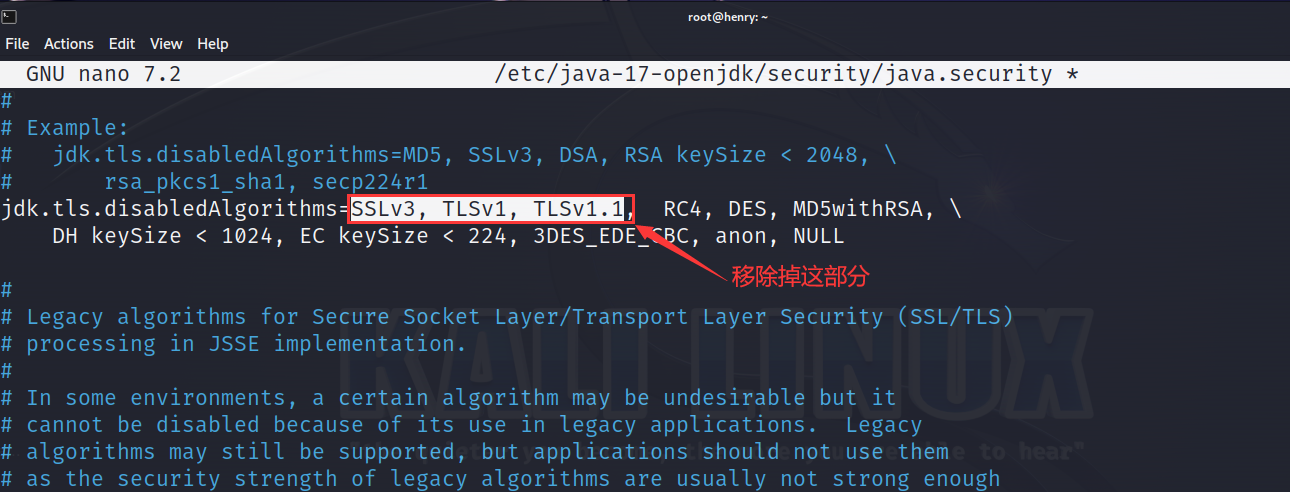 root@henry: ~
File Actions Edit View Help
GNU nano 7.2 /etc/java-17-openjdk/security/java.security *
#
# Example:
#   jdk.tls.disabledAlgorithms=MD5, SSLv3, DSA, RSA keySize < 2048, \
#       rsa_pkcs1_sha1, secp224r1
jdk.tls.disabledAlgorithms=SSLv3, TLSv1, TLSv1.1,  RC4, DES, MD5withRSA, \
    DH keySize < 1024, EC keySize < 224, 3DES_EDE_CBC, anon, NULL
移除掉这部分
#
# Legacy algorithms for Secure Socket Layer/Transport Layer Security (SSL/TLS)
# processing in JSSE implementation.
#
# In some environments, a certain algorithm may be undesirable but it
# cannot be disabled because of its use in legacy applications.  Legacy
# algorithms may still be supported, but applications should not use them
# as the security strength of legacy algorithms are usually not strong enough
KALI LINUX
to hear"